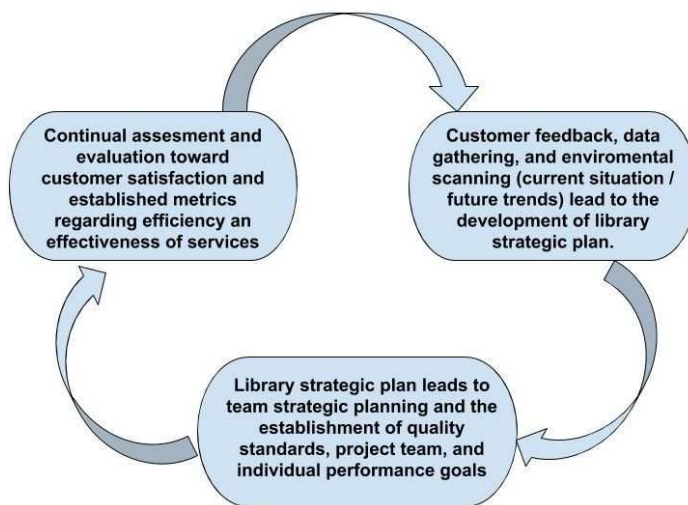 Continual assesment and
evaluation toward
customer satisfaction and
established metrics
regarding efficiency an
effectiveness of services
Customer feedback, data
gathering, and enviromental
scanning (current situation /
future trends) lead to the
development of library
strategic plan.
Library strategic plan leads to
team strategic planning and the
establishment of quality
standards, project team, and
individual performance goals